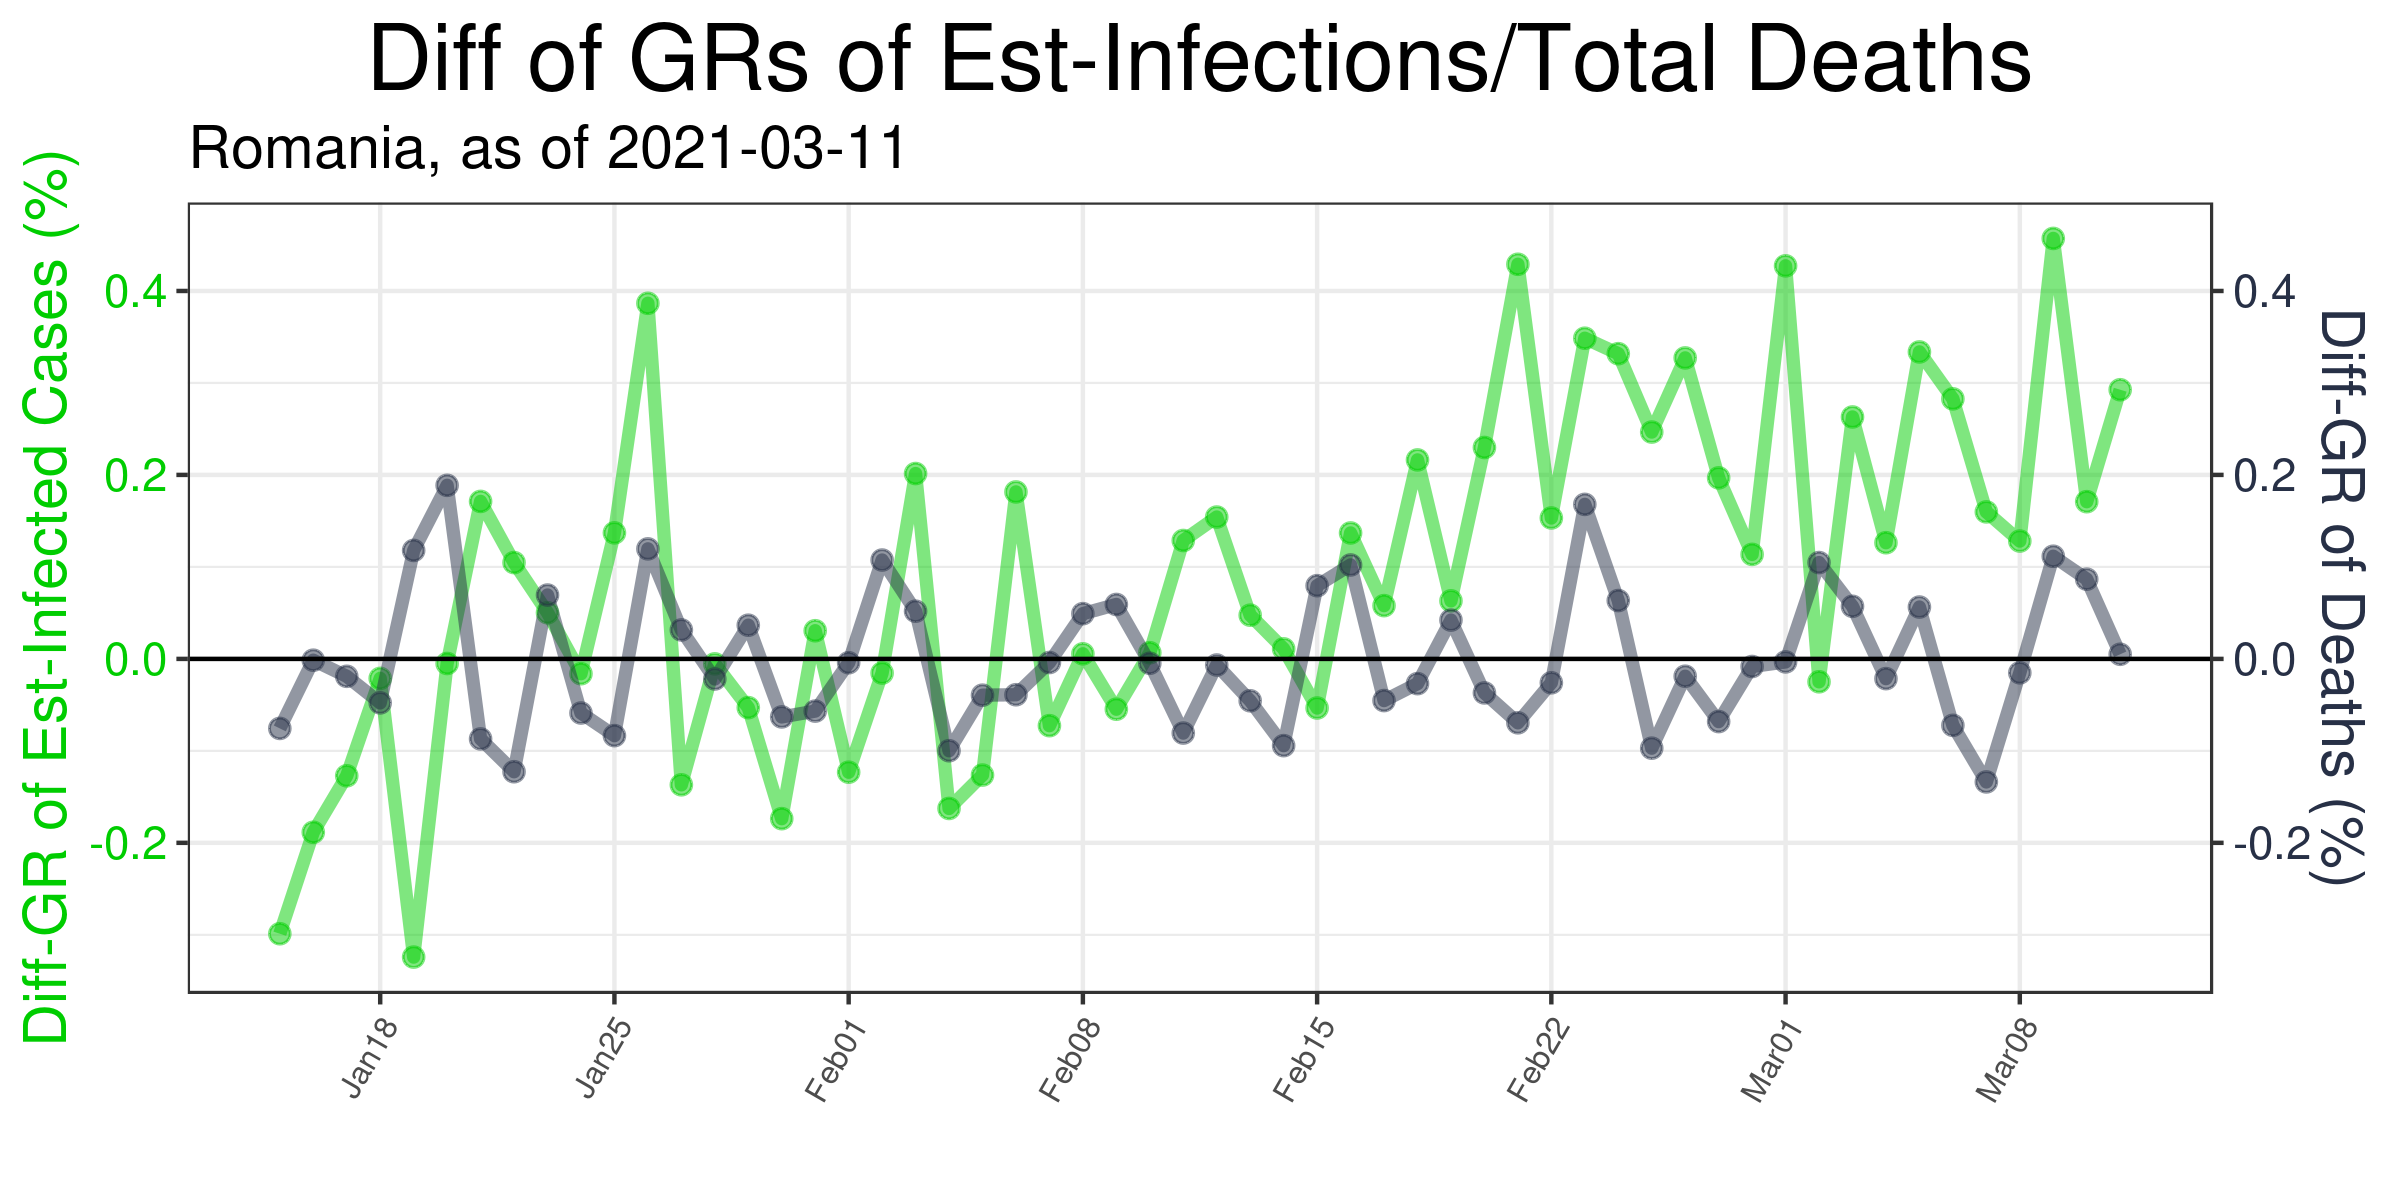 Diff of GRs of Est-Infections/Total Deaths
Romania, as of 2021-03-11
Diff-GR of Est-Infected Cases (%)
0.4
0.2
0.0
-0.2
0.4
0.2
0.0
-0.2
Diff-GR of Deaths (%)
Jan18
Jan25
Feb01
Feb08
Feb15
Feb22
Mar01
Mar08